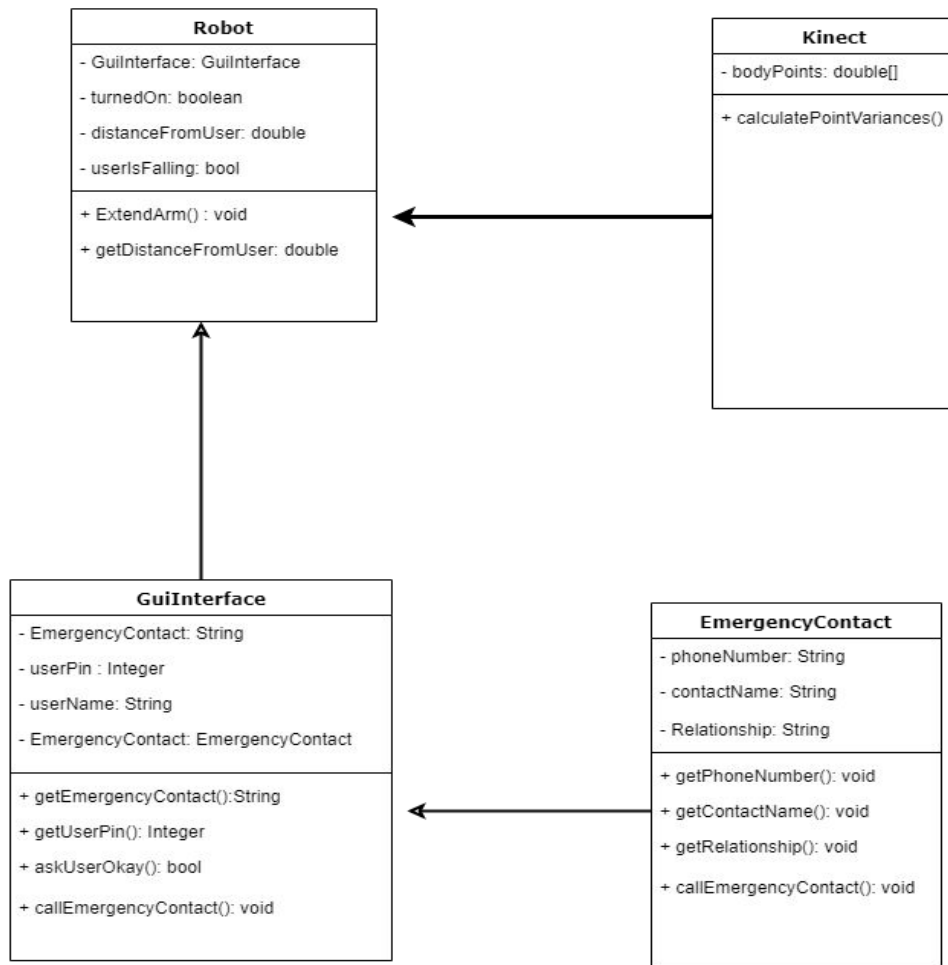 Robot
- GuiInterface: GuiInterface
- turnedOn: boolean
- distanceFromUser: double
- userIsFalling: bool
+ ExtendArm() : void
+ getDistanceFromUser: double
Kinect
- bodyPoints: double[]
+ calculatePointVariances()
GuiInterface
- EmergencyContact: String
- userPin : Integer
- userName: String
- EmergencyContact: EmergencyContact
+ getEmergencyContact():String
+ getUserPin(): Integer
+ askUserOkay(): bool
+ callEmergencyContact(): void
EmergencyContact
- phoneNumber: String
- contactName: String
- Relationship: String
+ getPhoneNumber(): void
+ getContactName(): void
+ getRelationship(): void
+ callEmergencyContact(): void